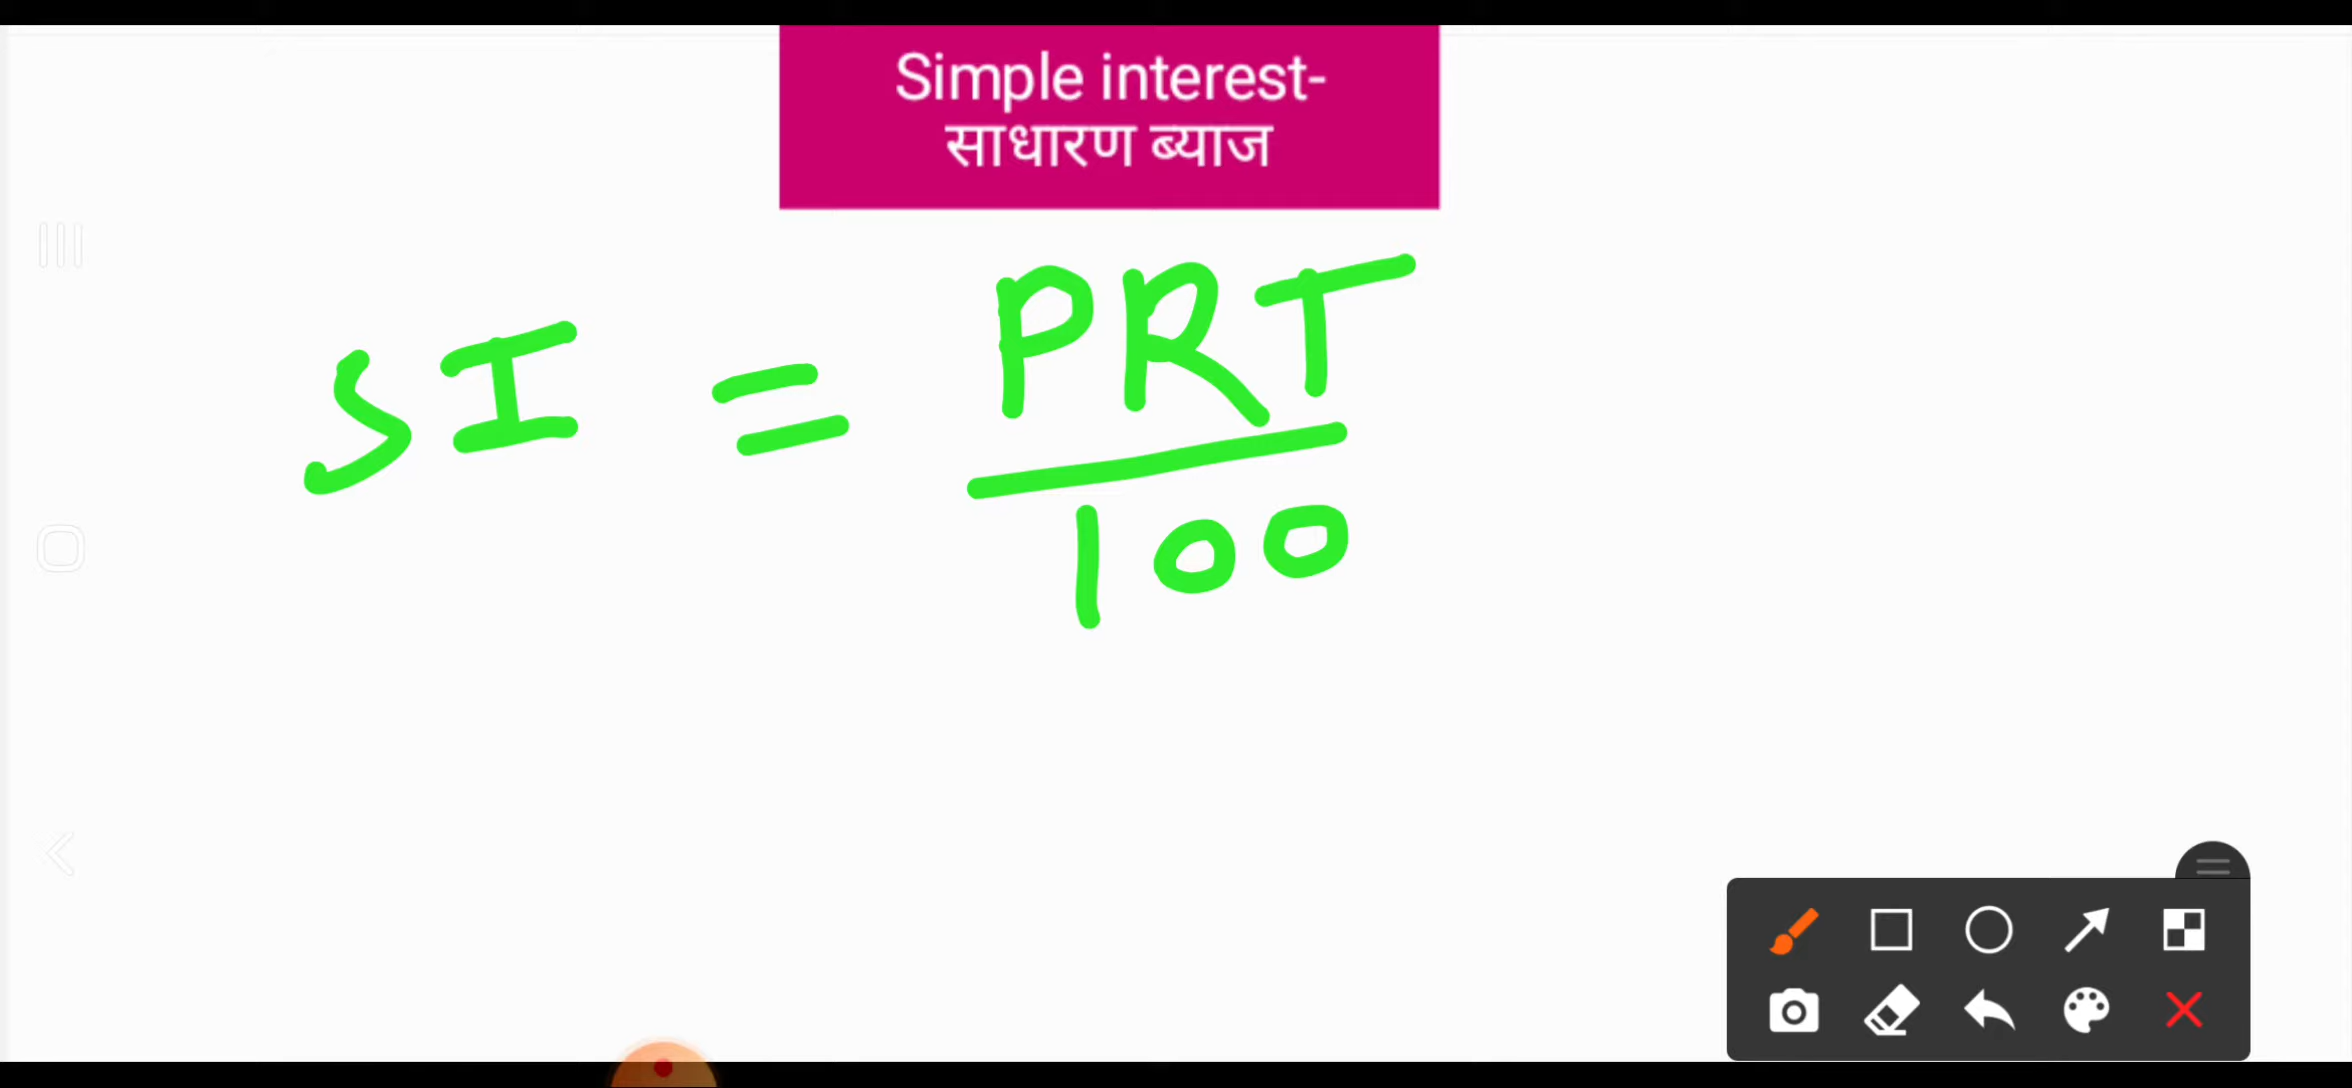 Simple interest-
साधारण ब्याज
SI = PRT
100